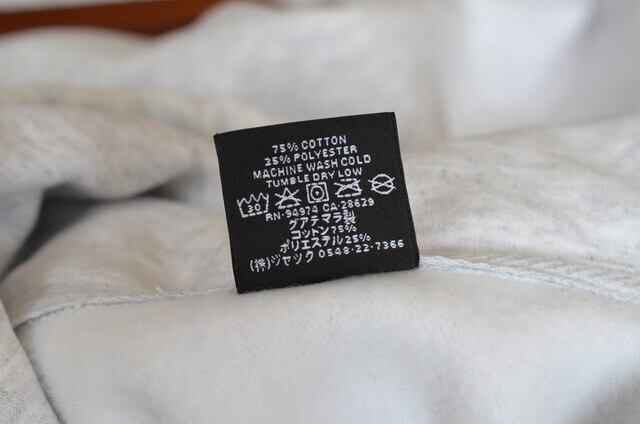 75% COTTON
25% POLYESTER
MACHINE WASH COLD
TUMBLE DRY LOW
30
RN-94974 CA-28629
グアテマラ製
コットン75%
ポリエステル25%
(株)ジャック 0548-22-7366